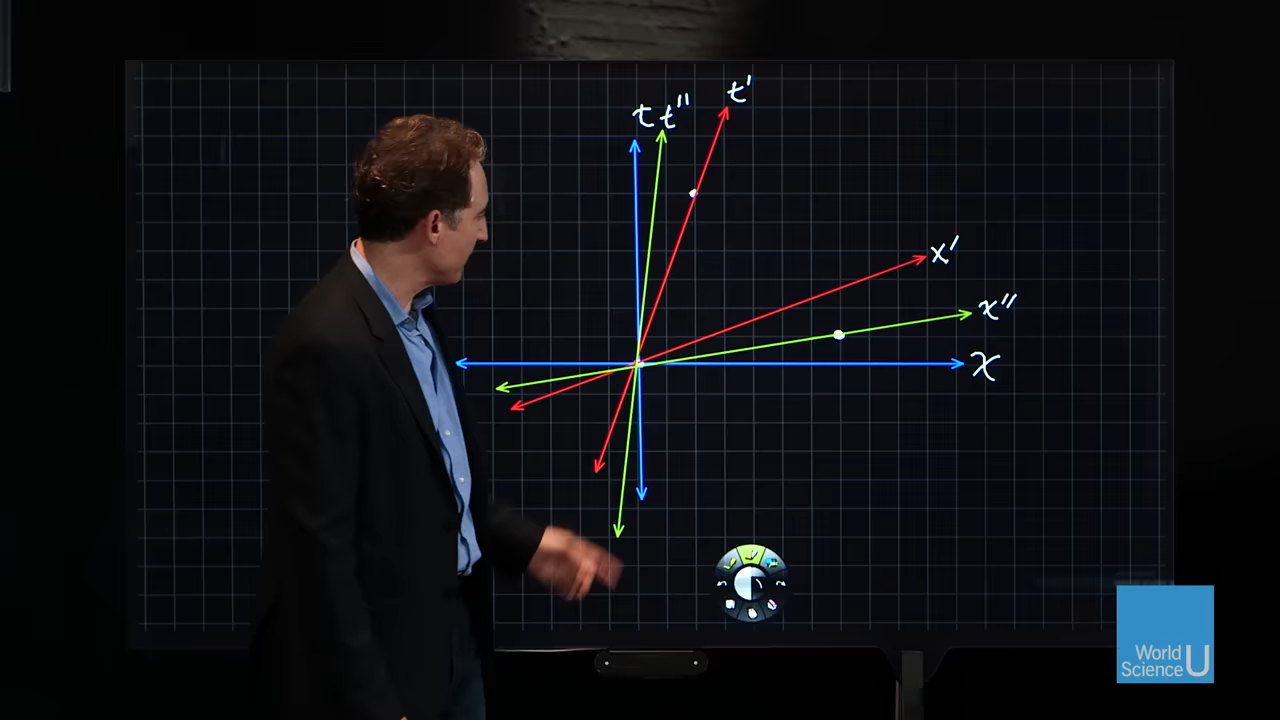 t t" t'
x'
x"
x
World
Science U